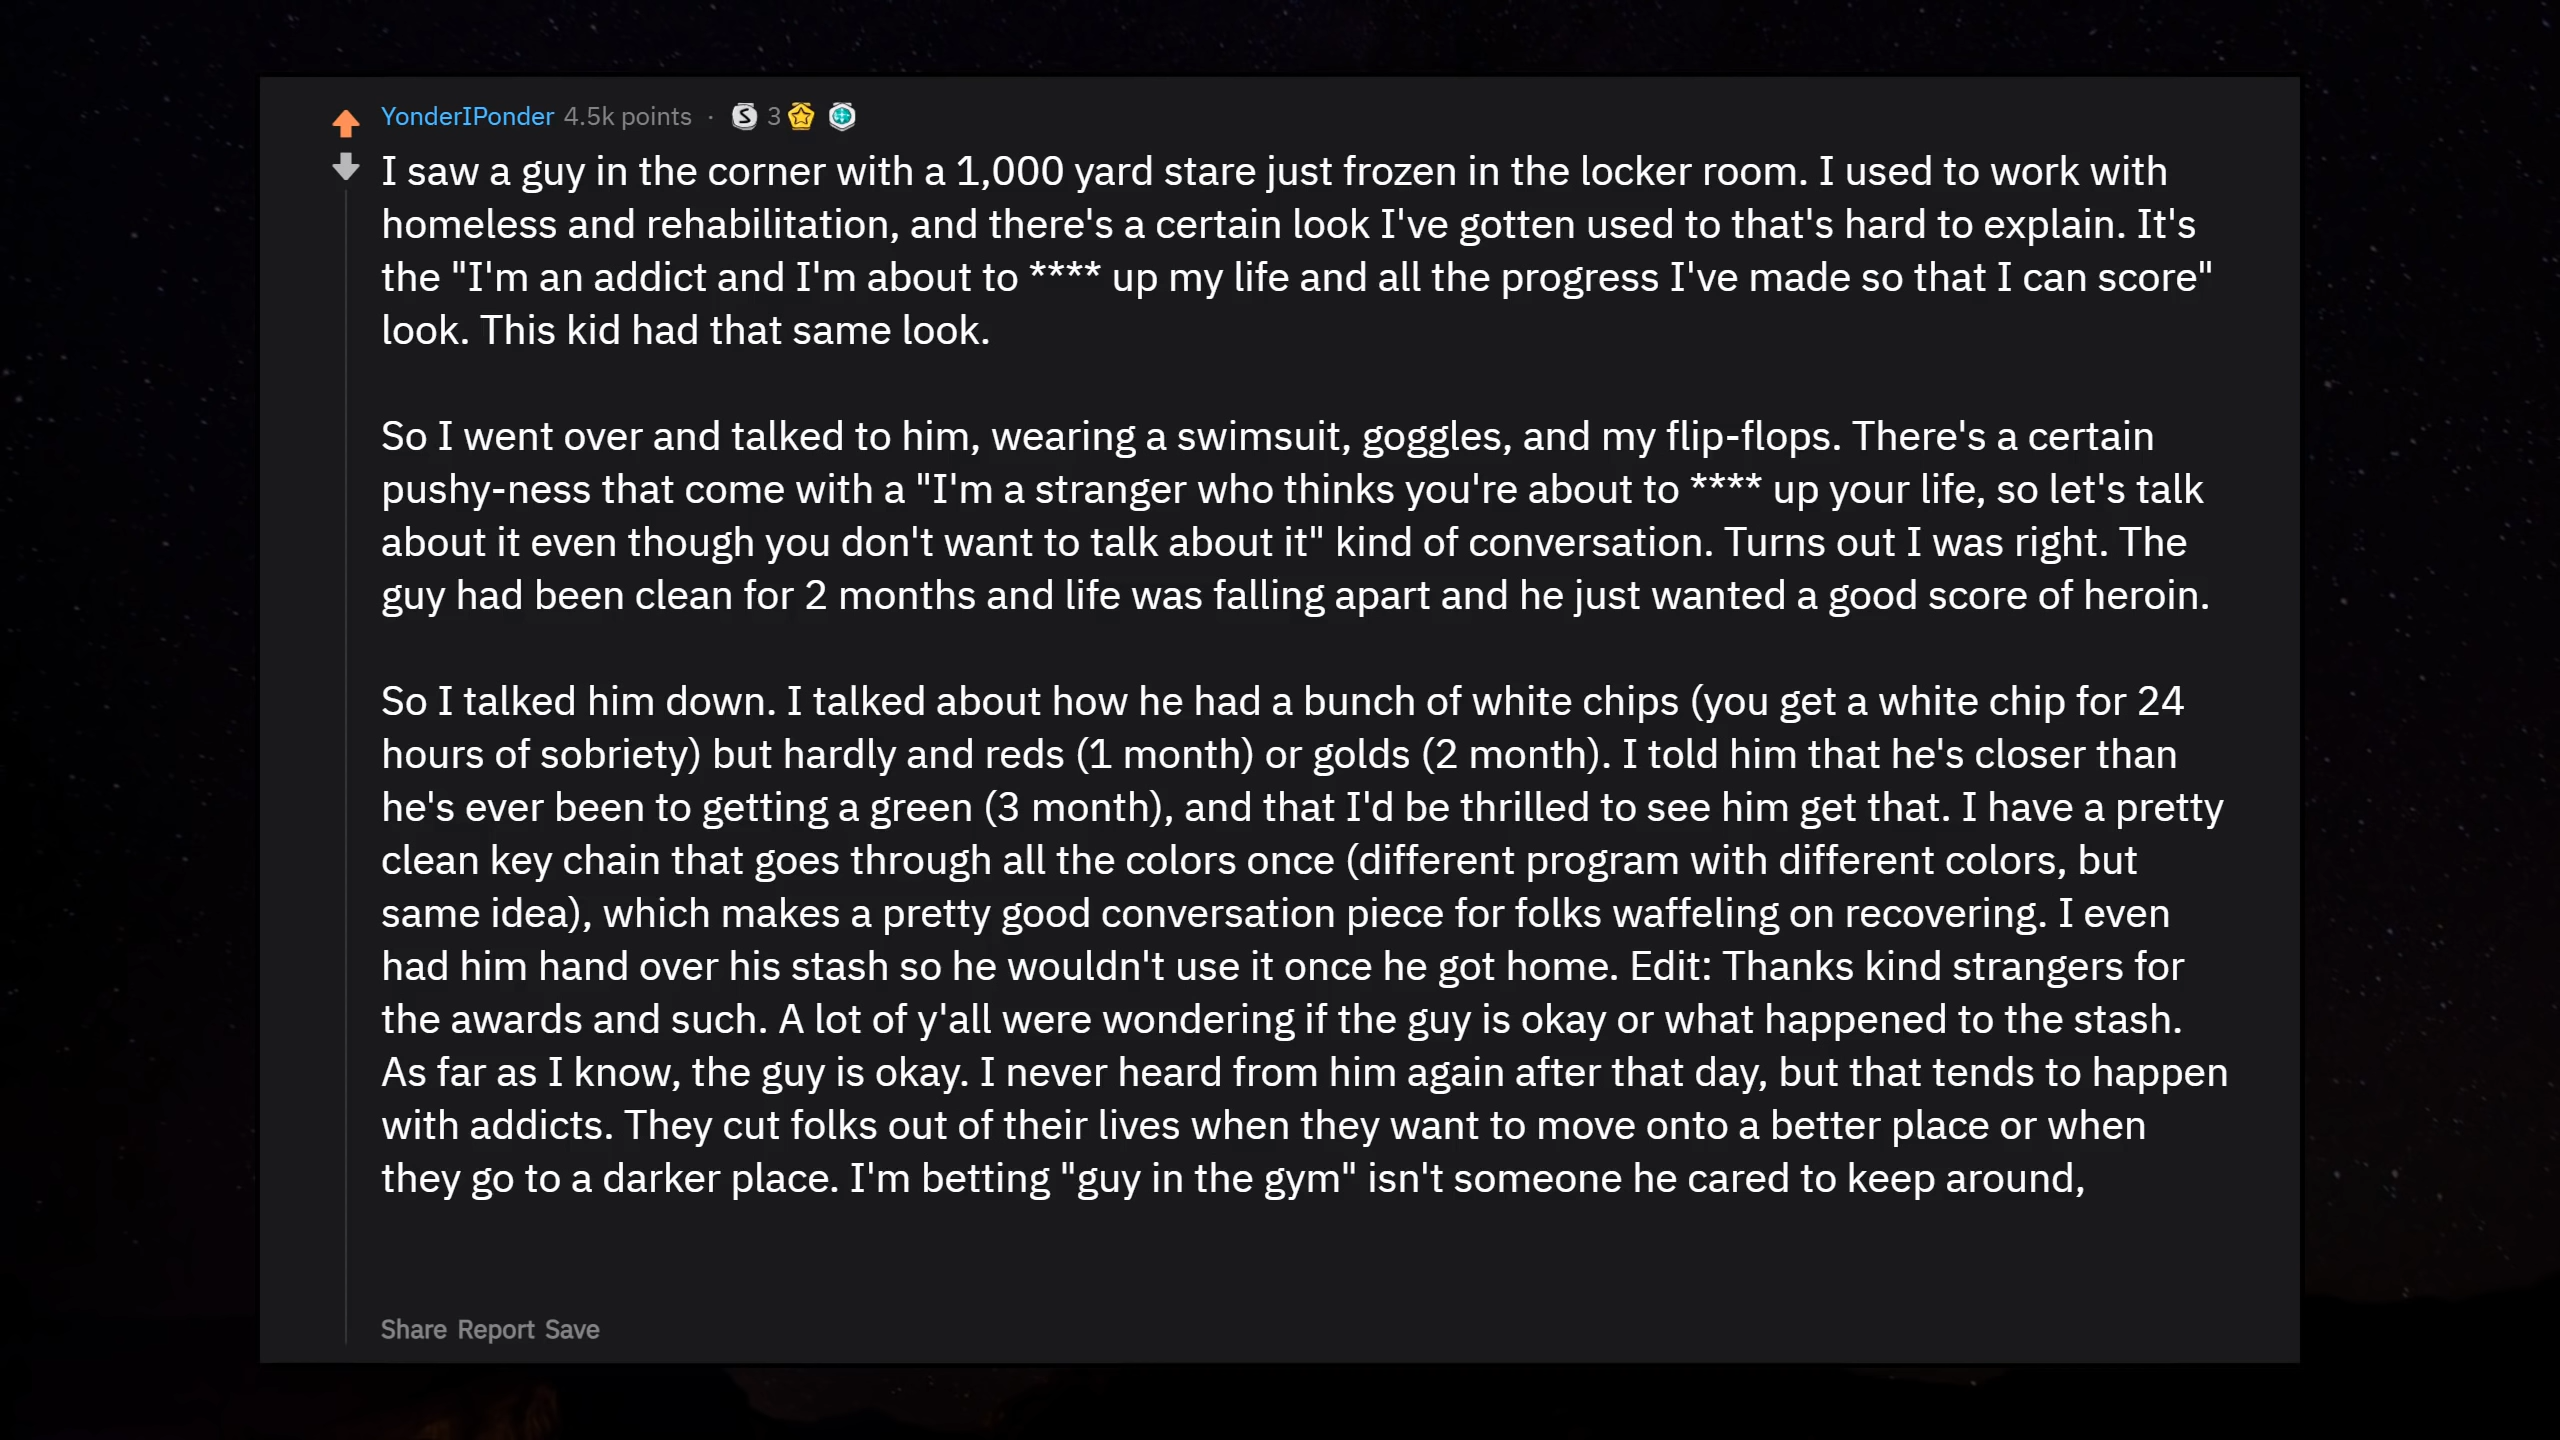 YonderIPonder 4.5k points · S 3
I saw a guy in the corner with a 1,000 yard stare just frozen in the locker room. I used to work with
homeless and rehabilitation, and there's a certain look I've gotten used to that's hard to explain. It's
the "I'm an addict and I'm about to **** up my life and all the progress I've made so that I can score"
look. This kid had that same look.
So I went over and talked to him, wearing a swimsuit, goggles, and my flip-flops. There's a certain
pushy-ness that come with a "I'm a stranger who thinks you're about to **** up your life, so let's talk
about it even though you don't want to talk about it" kind of conversation. Turns out I was right. The
guy had been clean for 2 months and life was falling apart and he just wanted a good score of heroin.
So I talked him down. I talked about how he had a bunch of white chips (you get a white chip for 24
hours of sobriety) but hardly and reds (1 month) or golds (2 month). I told him that he's closer than
he's ever been to getting a green (3 month), and that I'd be thrilled to see him get that. I have a pretty
clean key chain that goes through all the colors once (different program with different colors, but
same idea), which makes a pretty good conversation piece for folks waffeling on recovering. I even
had him hand over his stash so he wouldn't use it once he got home. Edit: Thanks kind strangers for
the awards and such. A lot of y'all were wondering if the guy is okay or what happened to the stash.
As far as I know, the guy is okay. I never heard from him again after that day, but that tends to happen
with addicts. They cut folks out of their lives when they want to move onto a better place or when
they go to a darker place. I'm betting "guy in the gym" isn't someone he cared to keep around,
Share Report Save